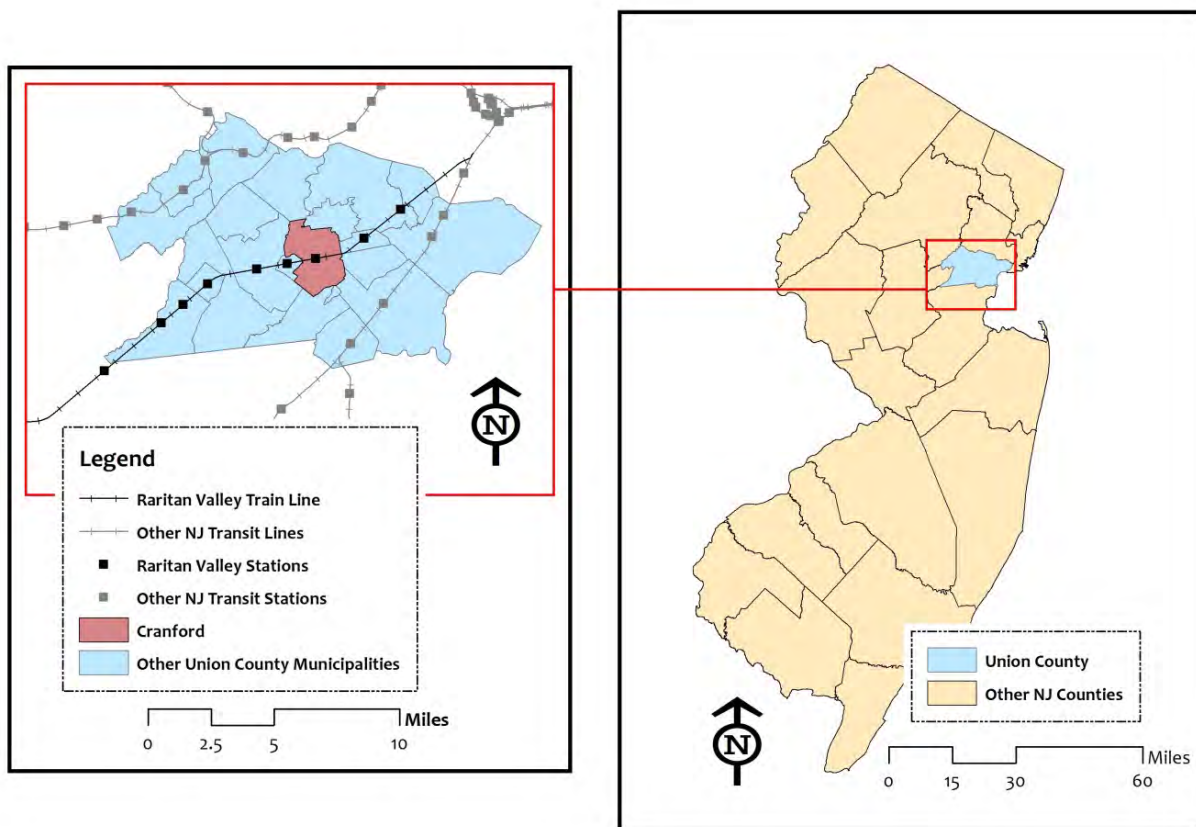 N
Legend
Raritan Valley Train Line
Other NJ Transit Lines
Raritan Valley Stations
Other NJ Transit Stations
Cranford
Other Union County Municipalities
Miles
0 2.5 5 10
Union County
Other NJ Counties
N
Miles
0 15 30 60